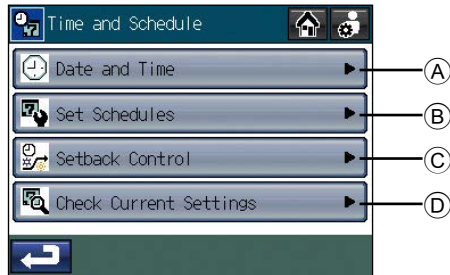 Time and Schedule
Date and Time A
Set Schedules B
Setback Control C
Check Current Settings D